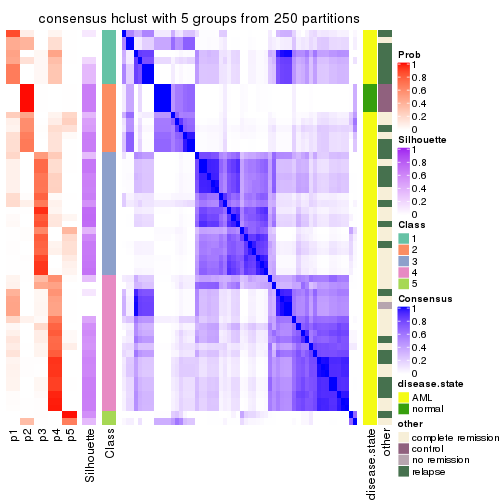 consensus hclust with 5 groups from 250 partitions
Prob
1
0.8
0.6
0.4
0.2
0
Silhouette
1
0.8
0.6
0.4
0.2
0
Class
1
2
3
4
5
Consensus
1
0.8
0.6
0.4
0.2
0
disease.state
AML
normal
other
complete remission
control
no remission
relapse
p1
p2
p3
p4
p5
Silhouette
Class
disease.state
other